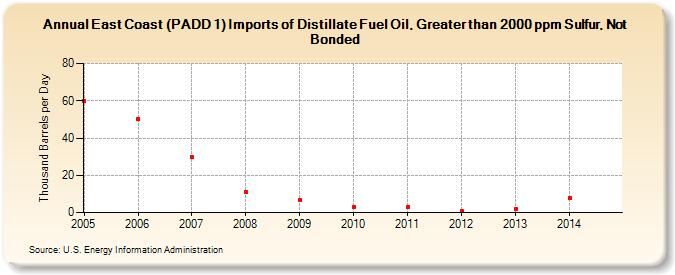 Annual East Coast (PADD 1) Imports of Distillate Fuel Oil, Greater than 2000 ppm Sulfur, Not
Bonded
Thousand Barrels per Day
80
60
40
20
0
2005 2006 2007 2008 2009 2010 2011 2012 2013 2014
Source: U.S. Energy Information Administration